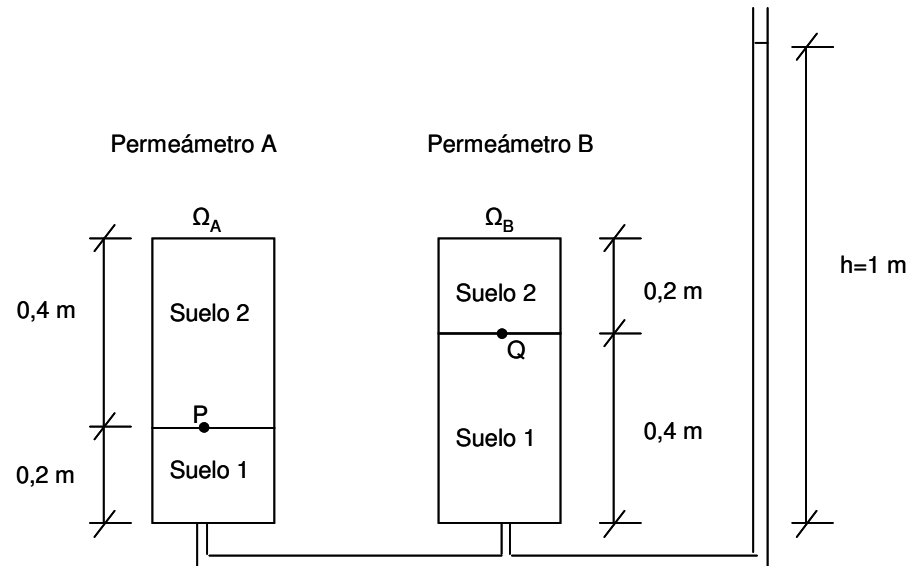 Permeámetro A
Permeámetro B
Ω_A
Ω_B
h=1 m
0,4 m
Suelo 2
Suelo 2
0,2 m
Q
P
0,4 m
Suelo 1
0,2 m
Suelo 1